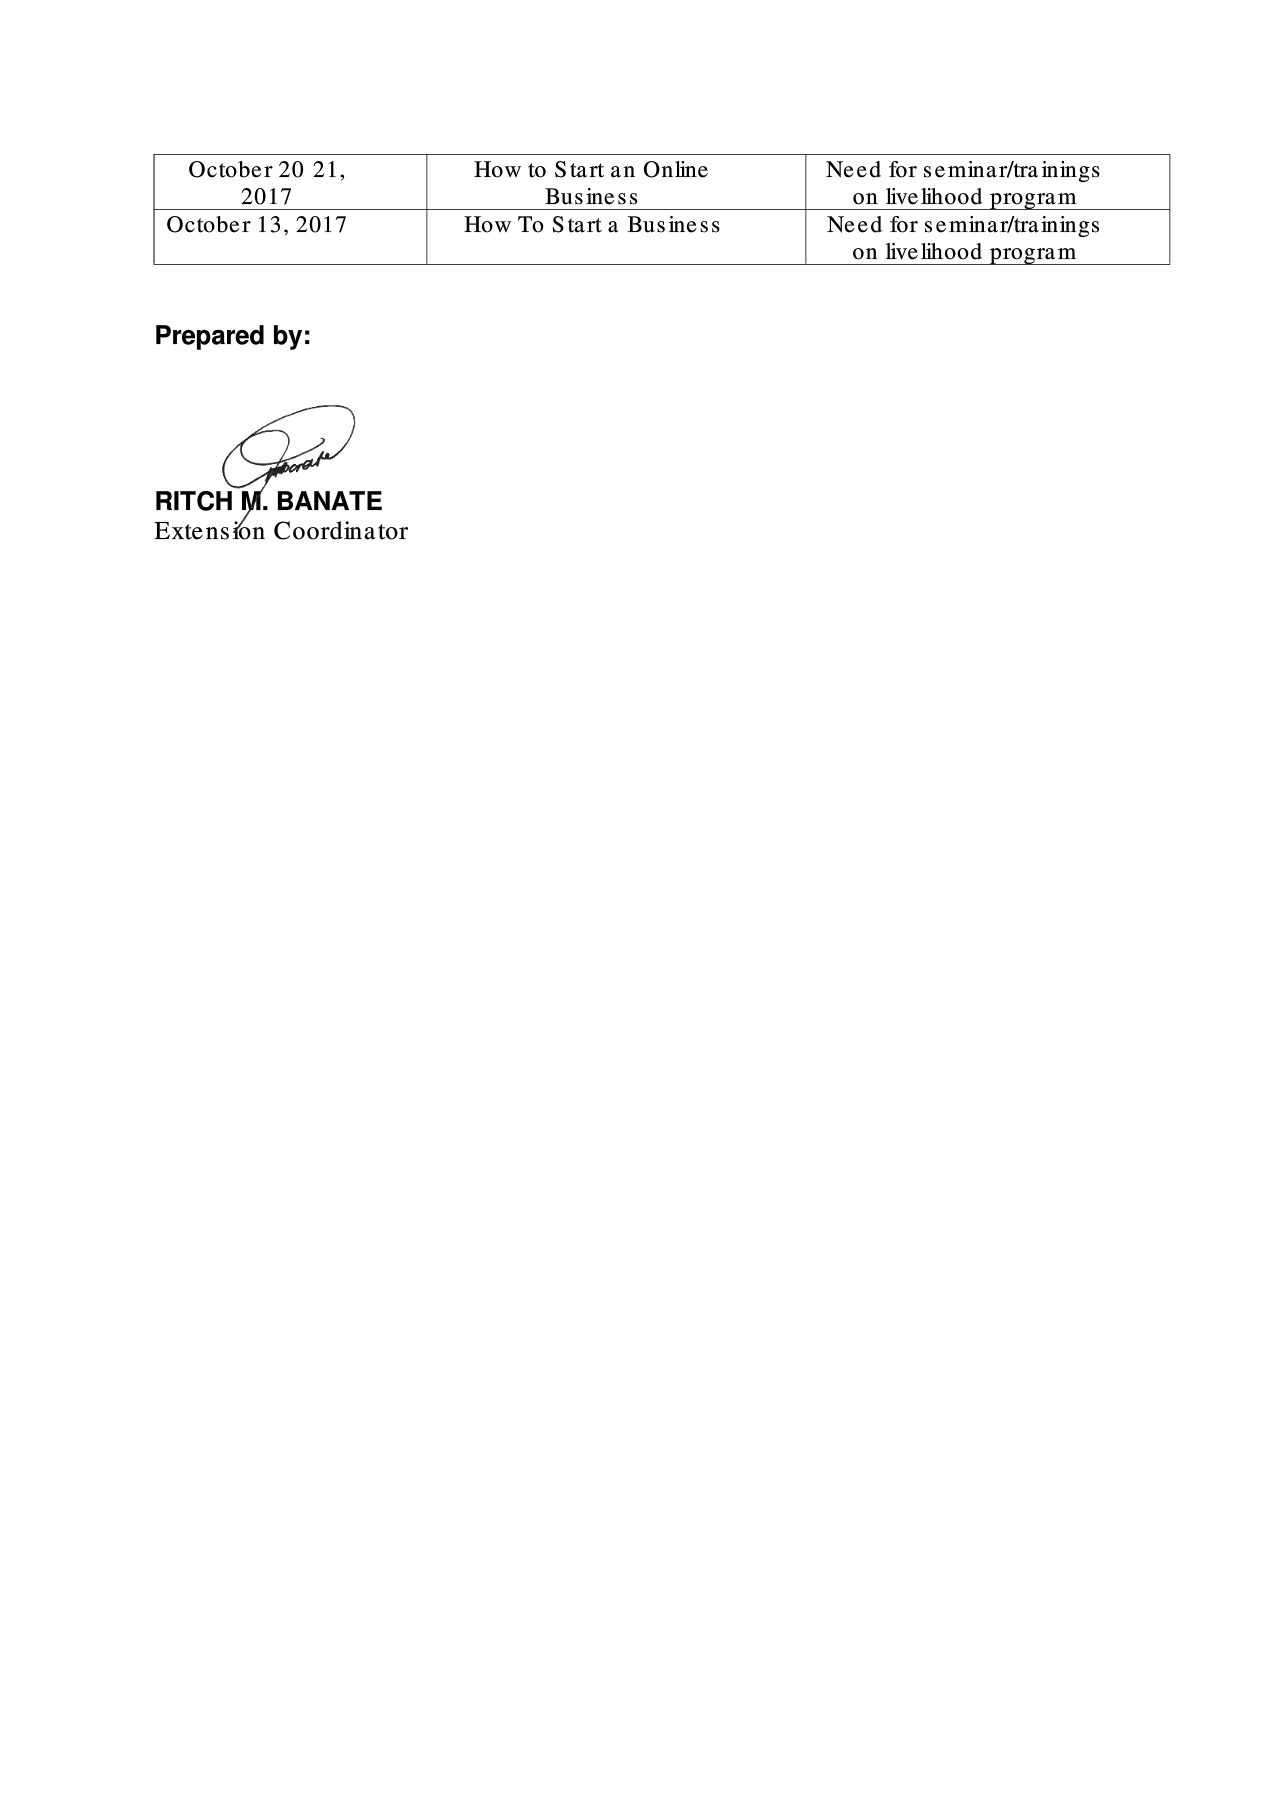 October 20 21, How to Start an Online Need for seminar/trainings
2017 Business on livelihood program
October 13, 2017 How To Start a Business Need for seminar/trainings
on livelihood program
Prepared by:
RITCH M. BANATE
Extension Coordinator